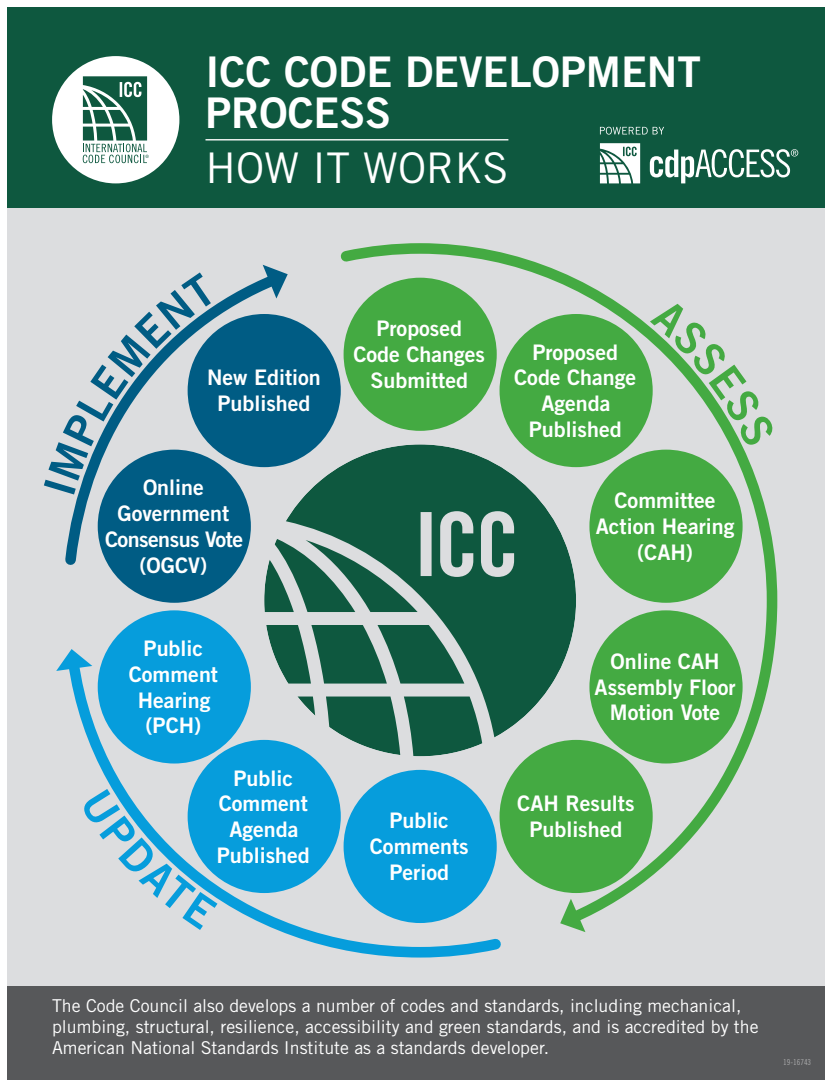 ICC
INTERNATIONAL
CODE COUNCIL®
ICC CODE DEVELOPMENT
PROCESS
HOW IT WORKS
POWERED BY
ICC
cdpACCESS®
ASSESS
Proposed
Code Changes
Submitted
Proposed
Code Change
Agenda
Published
Committee
Action Hearing
(CAH)
Online CAH
Assembly Floor
Motion Vote
CAH Results
Published
UPDATE
Public
Comments
Period
Public
Comment
Agenda
Published
Public
Comment
Hearing
(PCH)
IMPLEMENT
Online
Government
Consensus Vote
(OGCV)
New Edition
Published
ICC
The Code Council also develops a number of codes and standards, including mechanical,
plumbing, structural, resilience, accessibility and green standards, and is accredited by the
American National Standards Institute as a standards developer.
19-16743